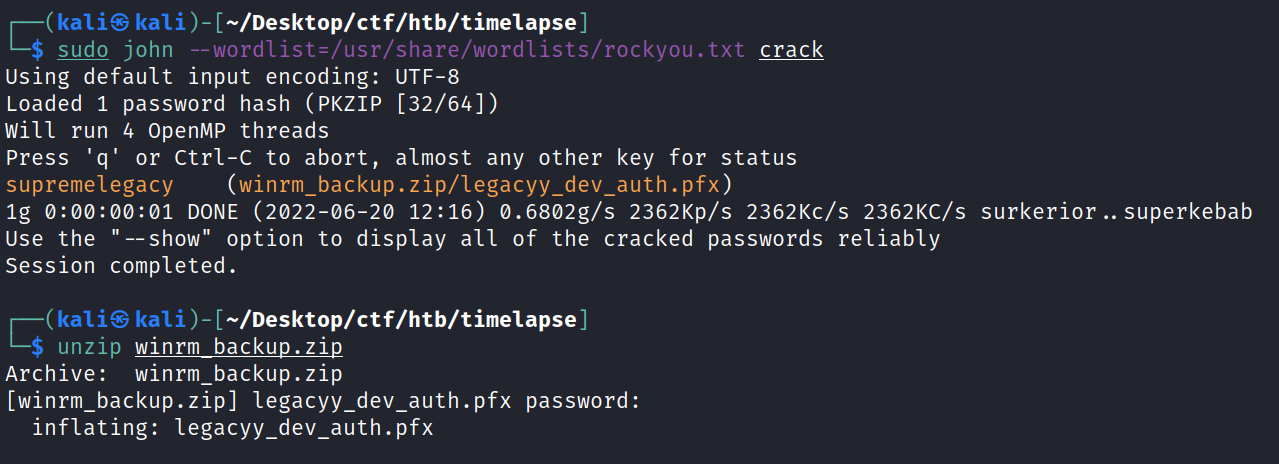 ┌──(kali㉿kali)-[~/Desktop/ctf/htb/timelapse]
└─$ sudo john --wordlist=/usr/share/wordlists/rockyou.txt crack
Using default input encoding: UTF-8
Loaded 1 password hash (PKZIP [32/64])
Will run 4 OpenMP threads
Press 'q' or Ctrl-C to abort, almost any other key for status
supremelegacy    (winrm_backup.zip/legacyy_dev_auth.pfx)
1g 0:00:00:01 DONE (2022-06-20 12:16) 0.6802g/s 2362Kp/s 2362Kc/s 2362KC/s surkerior..superkebab
Use the "--show" option to display all of the cracked passwords reliably
Session completed.
┌──(kali㉿kali)-[~/Desktop/ctf/htb/timelapse]
└─$ unzip winrm_backup.zip
Archive:  winrm_backup.zip
[winrm_backup.zip] legacyy_dev_auth.pfx password:
  inflating: legacyy_dev_auth.pfx